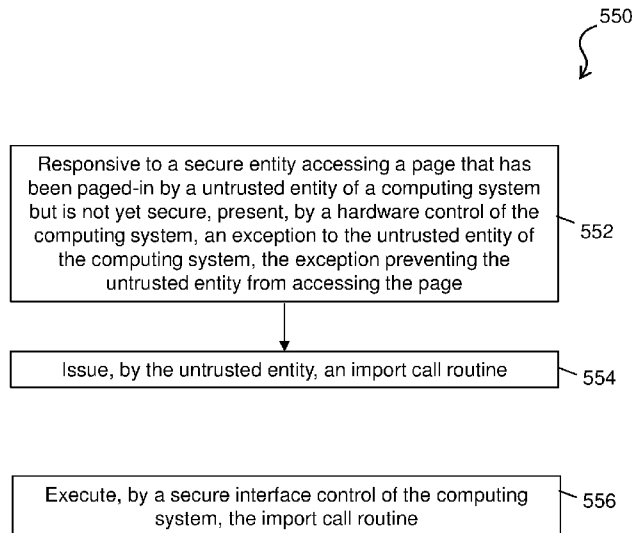 550
Responsive to a secure entity accessing a page that has
been paged-in by a untrusted entity of a computing system
but is not yet secure, present, by a hardware control of the
computing system, an exception to the untrusted entity of
the computing system, the exception preventing the
untrusted entity from accessing the page
552
Issue, by the untrusted entity, an import call routine
554
Execute, by a secure interface control of the computing
system, the import call routine
556